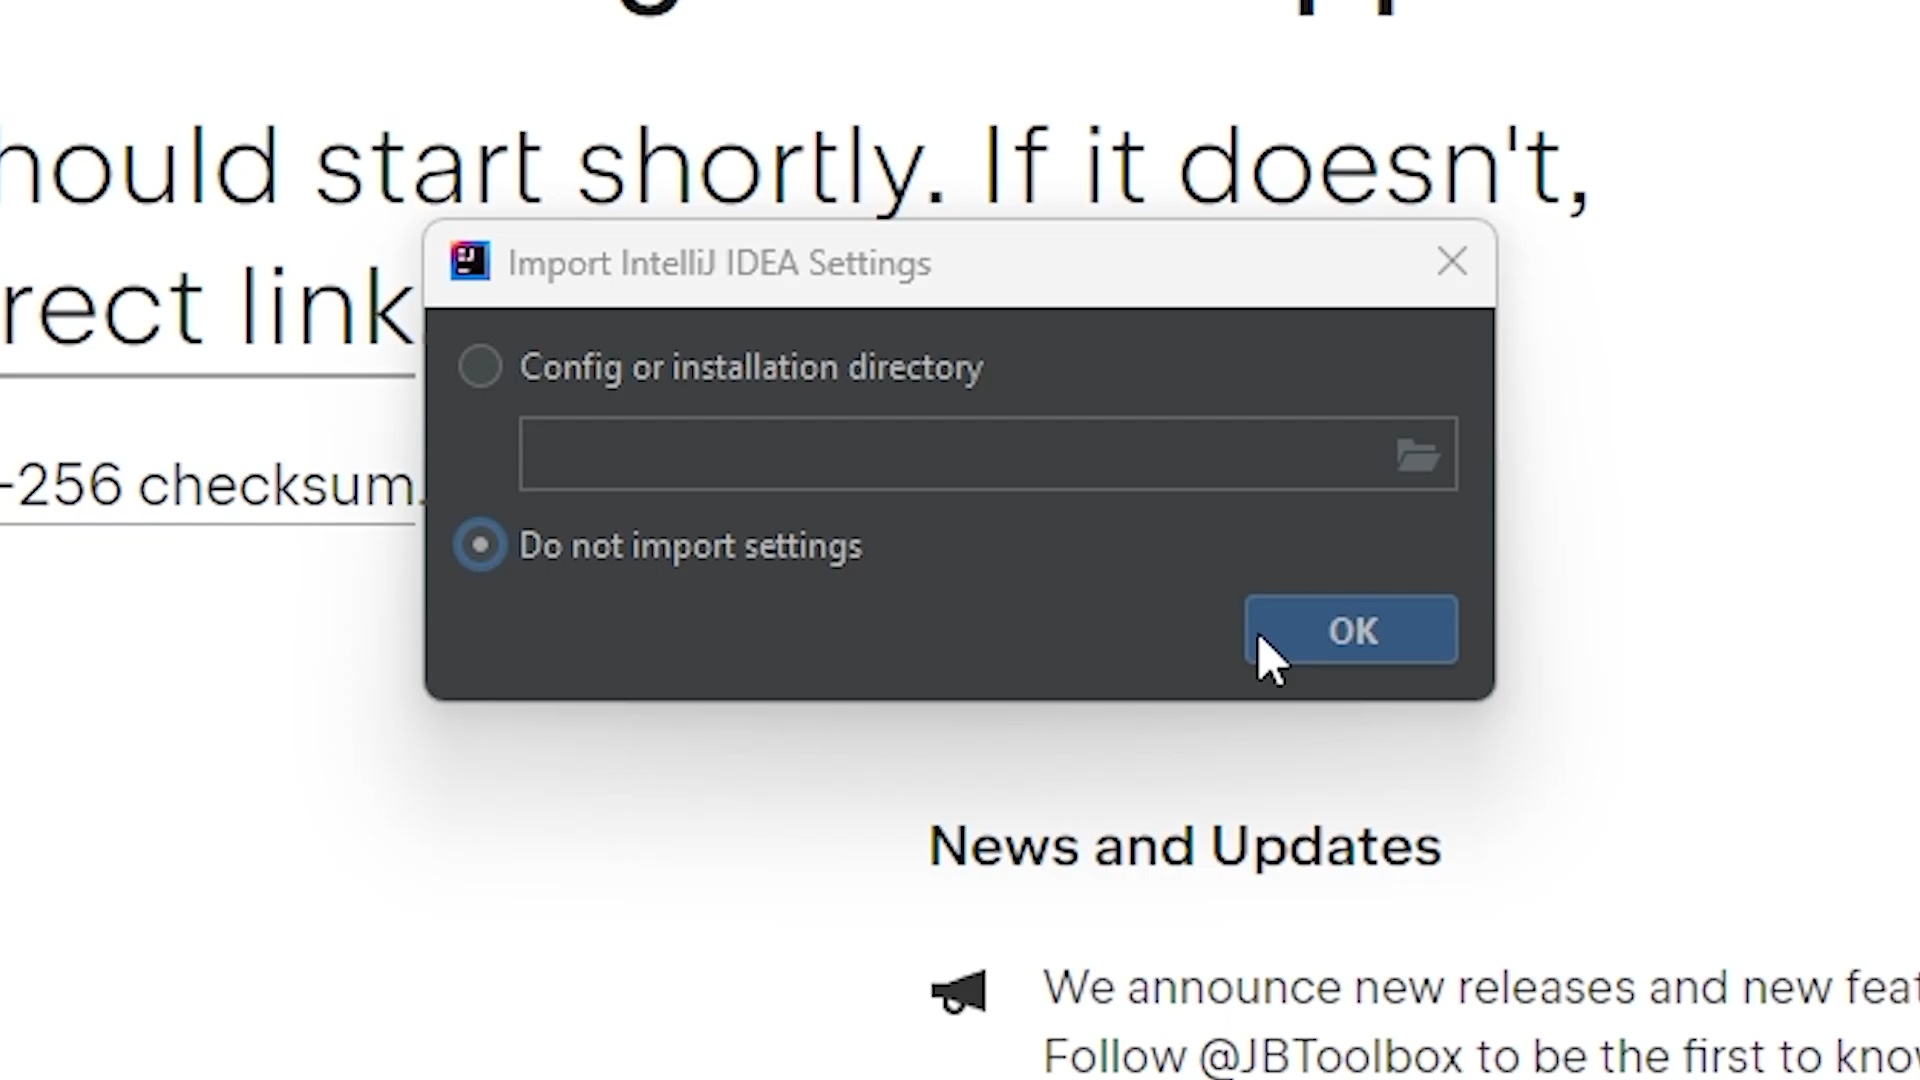 hould start shortly. If it doesn't,
rect link.
-256 checksum.
Import IntelliJ IDEA Settings
Config or installation directory
Do not import settings
OK
News and Updates
We announce new releases and new feat
Follow @JBToolbox to be the first to know